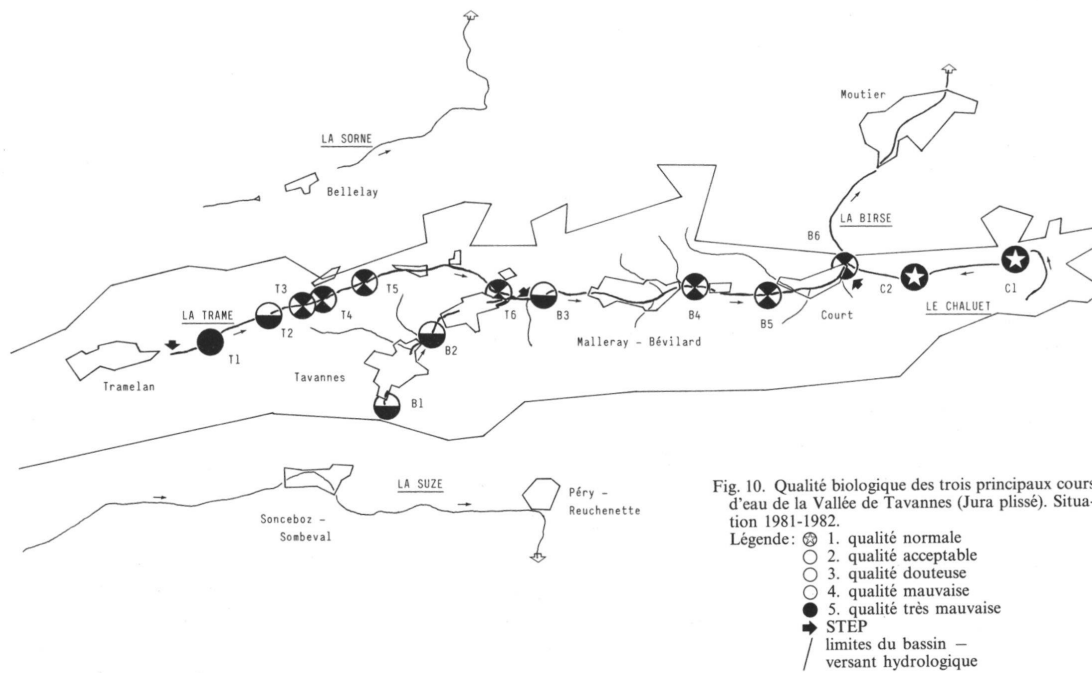 Moutier
LA SORNE
Bellelay
LA BIRSE
B6
T3
T5
C2
C1
LA TRAME
T4
T6
B3
LE CHALUET
T2
B4
B5
Court
T1
B2
Malleray - Bévilard
Tramelan
Tavannes
B1
LA SUZE
Péry -
Reuchenette
Sonceboz -
Sombeval
Fig. 10. Qualité biologique des trois principaux cours
d'eau de la Vallée de Tavannes (Jura plissé). Situa-
tion 1981-1982.
Légende: 1. qualité normale
2. qualité acceptable
3. qualité douteuse
4. qualité mauvaise
5. qualité très mauvaise
STEP
limites du bassin –
versant hydrologique